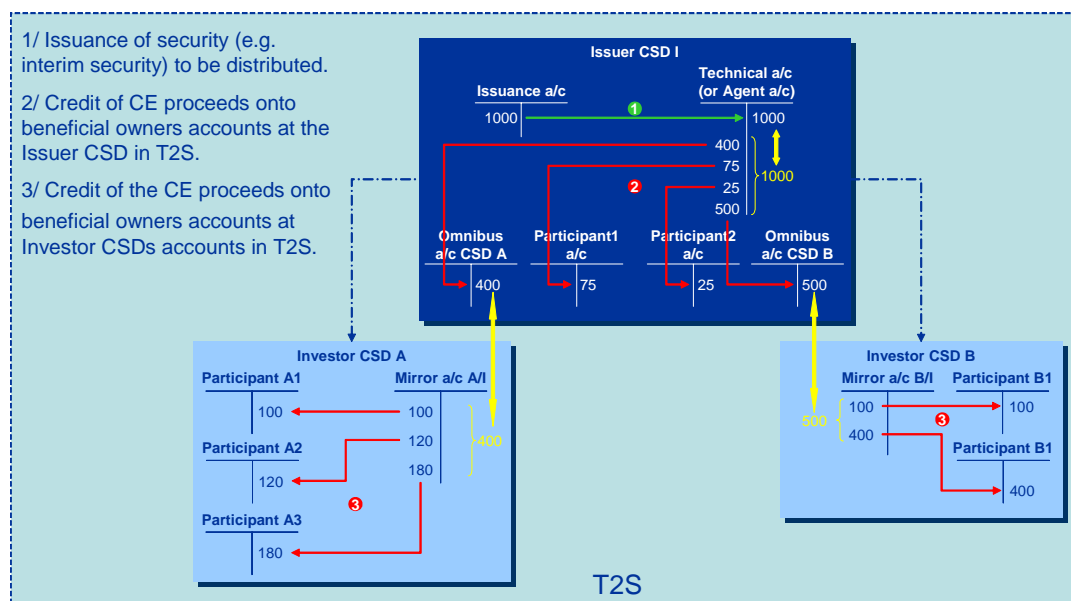 1/ Issuance of security (e.g.
interim security) to be distributed.
2/ Credit of CE proceeds onto
beneficial owners accounts at the
Issuer CSD in T2S.
3/ Credit of the CE proceeds onto
beneficial owners accounts at
Investor CSDs accounts in T2S.
Issuer CSD I
Issuance a/c
Technical a/c
(or Agent a/c)
1000
1
1000
400
75
1000
2
25
500
Omnibus
a/c CSD A
Participant1
a/c
Participant2
a/c
Omnibus
a/c CSD B
400
75
25
500
Investor CSD A
Participant A1
Mirror a/c A/I
100
100
120
400
Participant A2
120
180
3
Participant A3
180
Investor CSD B
Mirror a/c B/I
Participant B1
500
100
100
400
3
Participant B1
400
T2S